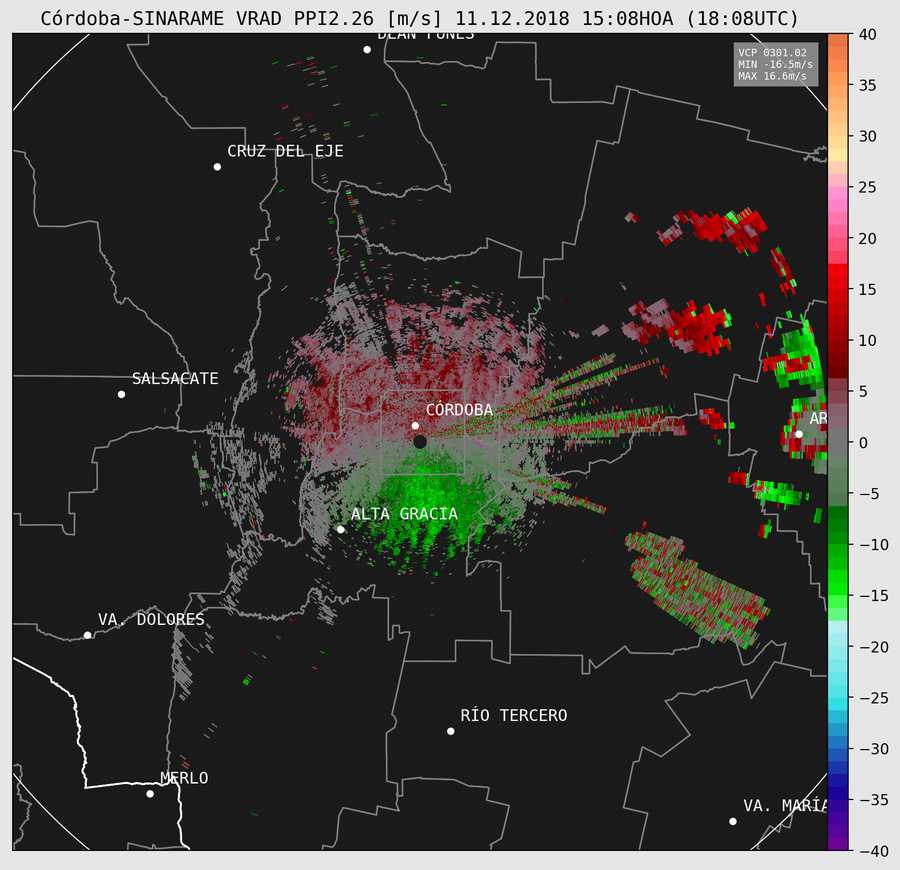 Córdoba-SINARAME VRAD PPI2.26 [m/s] 11.12.2018 15:08HOA (18:08UTC)
DEÁN FUNES
VCP 0301.02
MIN -16.5m/s
MAX 16.6m/s
CRUZ DEL EJE
SALSACATE
CÓRDOBA
AR
ALTA GRACIA
VA. DOLORES
RÍO TERCERO
MERLO
VA. MARÍA
40
35
30
25
20
15
10
5
0
−5
−10
−15
−20
−25
−30
−35
−40